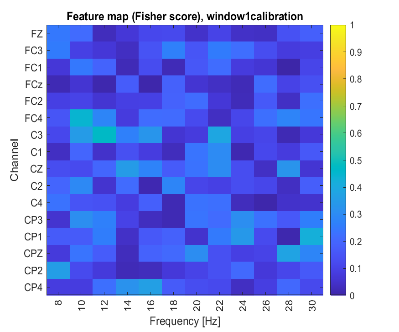 Feature map (Fisher score), window1calibration
FZ
FC3
FC1
FCz
FC2
FC4
C3
C1
CZ
C2
C4
CP3
CP1
CPZ
CP2
CP4
Channel
8 10 12 14 16 18 20 22 24 26 28 30
Frequency [Hz]
1
0.9
0.8
0.7
0.6
0.5
0.4
0.3
0.2
0.1
0